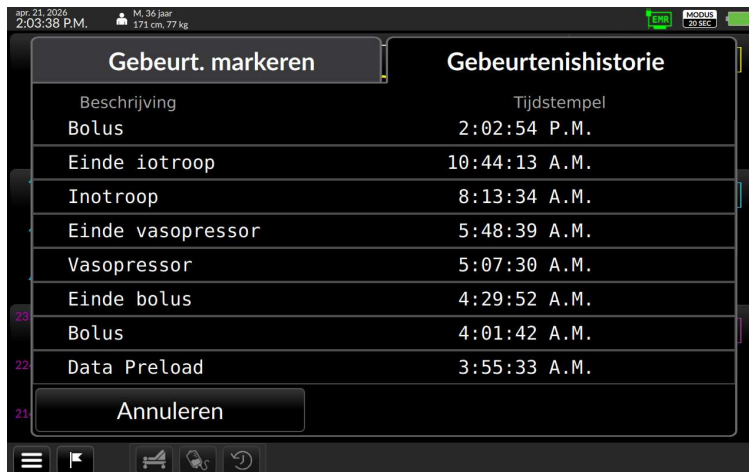 apr. 21, 2026
2:03:38 P.M.
M, 36 jaar
171 cm, 77 kg
EMR
MODUS
20 SEC
Gebeurt. markeren
Gebeurtenishistorie
Beschrijving Tijdstempel
Bolus 2:02:54 P.M.
Einde iotroop 10:44:13 A.M.
Inotroop 8:13:34 A.M.
Einde vasopressor 5:48:39 A.M.
Vasopressor 5:07:30 A.M.
Einde bolus 4:29:52 A.M.
Bolus 4:01:42 A.M.
Data Preload 3:55:33 A.M.
Annuleren